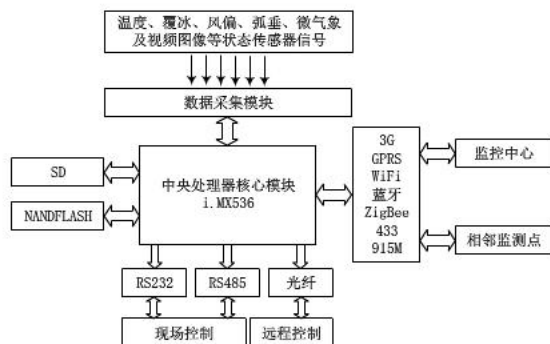 温度、覆冰、风偏、弧垂、微气象
及视频图像等状态传感器信号
数据采集模块
SD
NANDFLASH
中央处理器核心模块
i.MX536
3G
GPRS
WiFi
蓝牙
ZigBee
433
915M
监控中心
相邻监测点
RS232
RS485
光纤
现场控制
远程控制